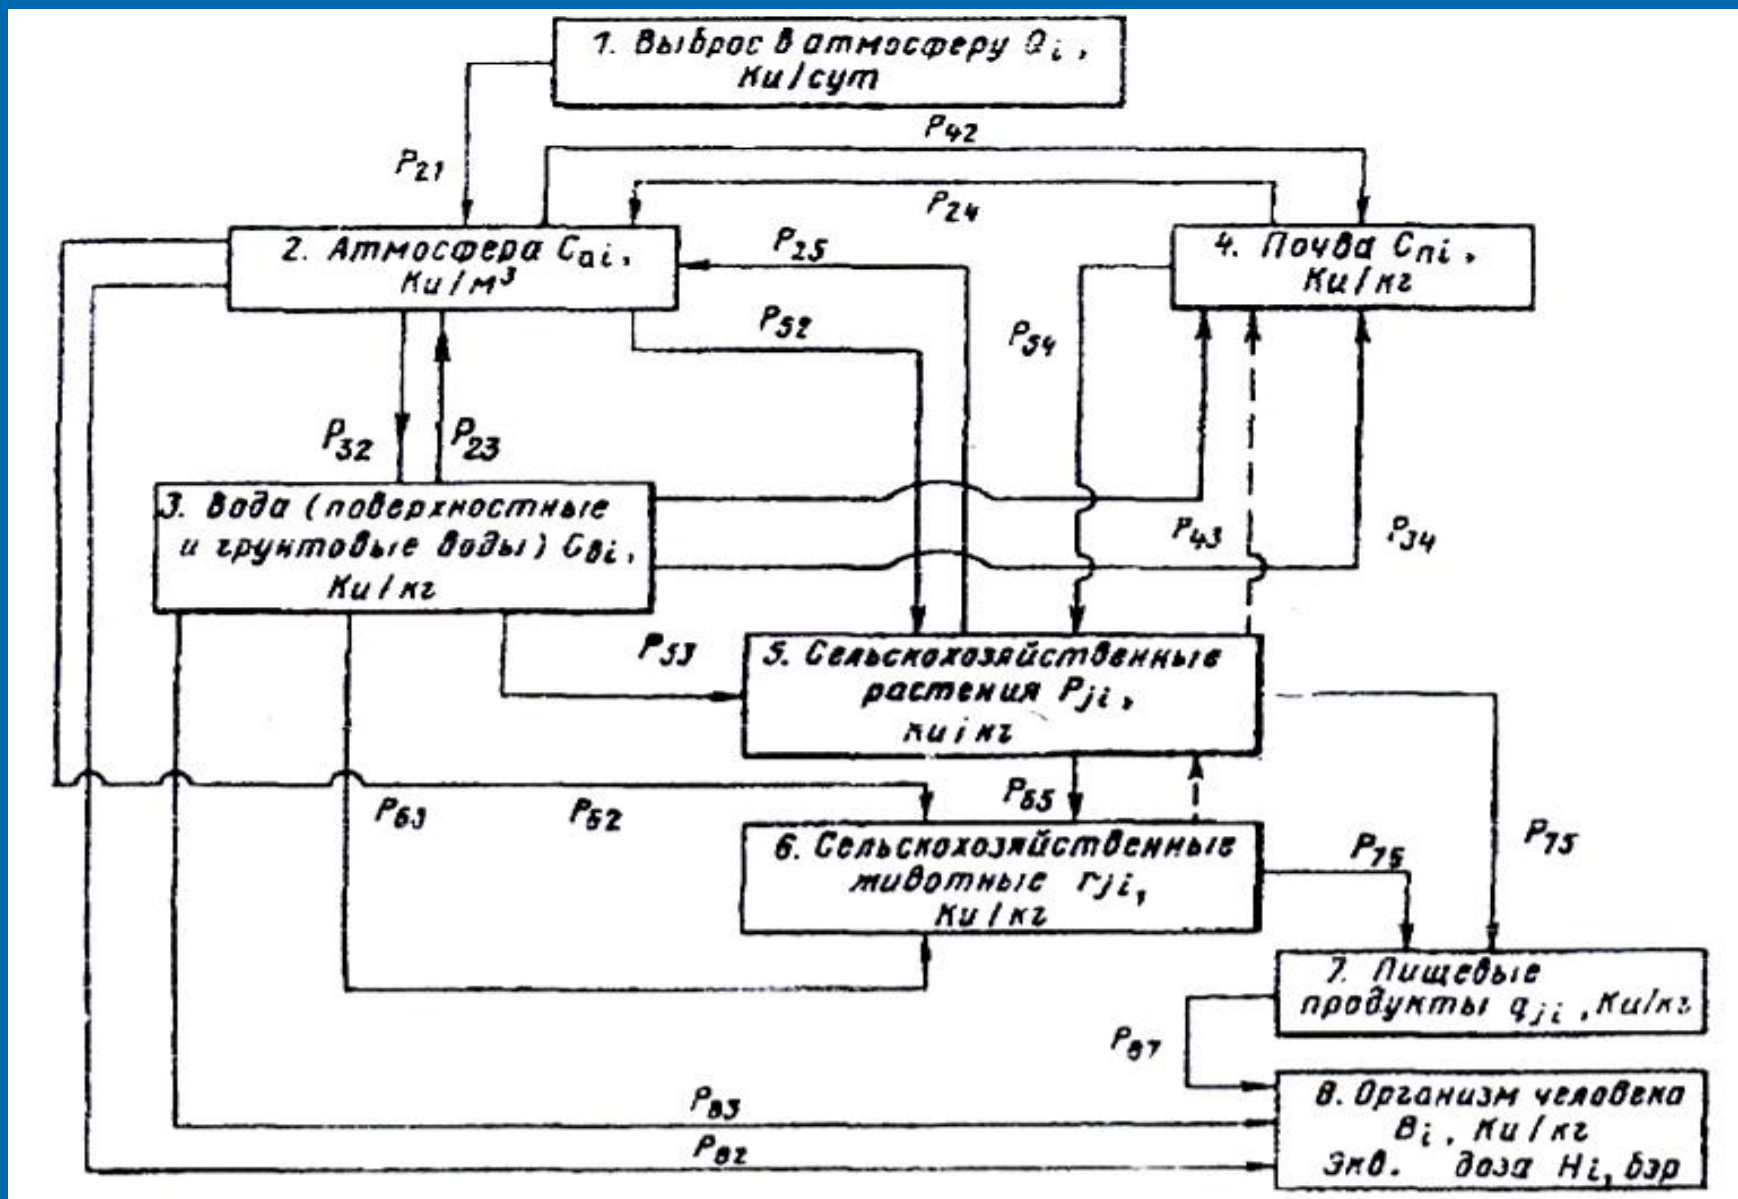 1. Выброс в атмосферу Qi,
Ки/сут
P42
P21
P24
2. Атмосфера Cai,
Ки/м³
P25
4. Почва Cпi,
Ки/кг
P52
P54
P32
P23
3. Вода (поверхностные
и грунтовые воды) Cвi,
Ки/кг
P43
P34
P53
5. Сельскохозяйственные
растения Pji,
Ки/кг
P63
P62
P65
6. Сельскохозяйственные
животные rji,
Ки/кг
P75
P76
7. Пищевые
продукты qji, Ки/кг
P87
8. Организм человека
Bi, Ки/кг
Экв. доза Hi, бэр
P83
P82